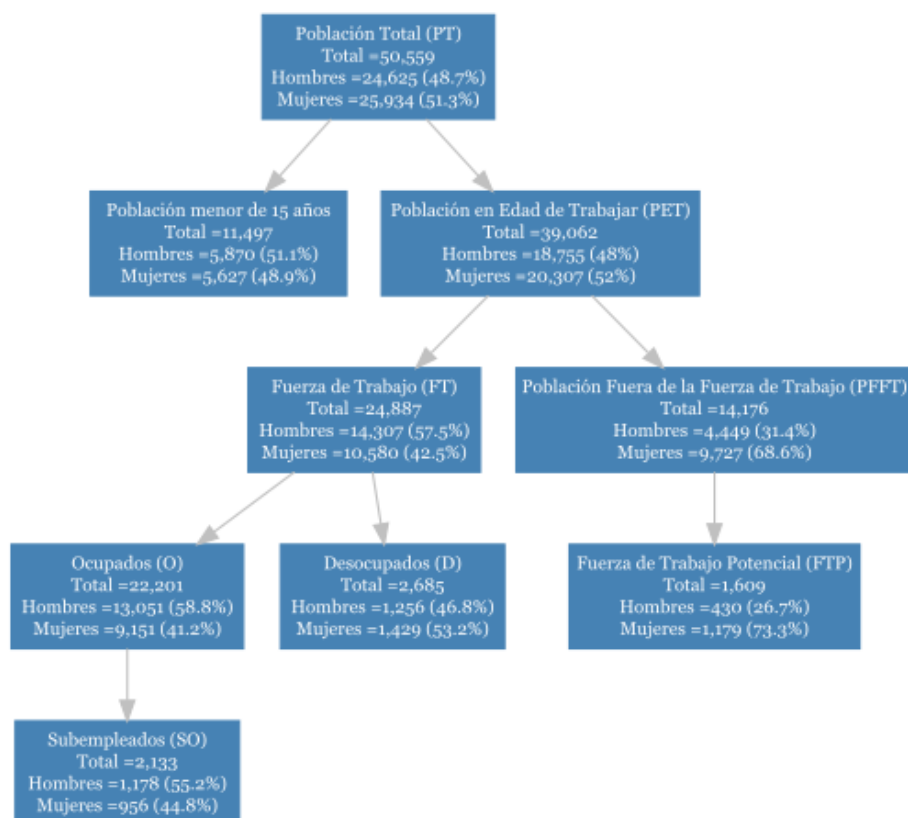 Población Total (PT)
Total =50,559
Hombres =24,625 (48.7%)
Mujeres =25,934 (51.3%)
Población menor de 15 años
Total =11,497
Hombres =5,870 (51.1%)
Mujeres =5,627 (48.9%)
Población en Edad de Trabajar (PET)
Total =39,062
Hombres =18,755 (48%)
Mujeres =20,307 (52%)
Fuerza de Trabajo (FT)
Total =24,887
Hombres =14,307 (57.5%)
Mujeres =10,580 (42.5%)
Población Fuera de la Fuerza de Trabajo (PFFT)
Total =14,176
Hombres =4,449 (31.4%)
Mujeres =9,727 (68.6%)
Ocupados (O)
Total =22,201
Hombres =13,051 (58.8%)
Mujeres =9,151 (41.2%)
Desocupados (D)
Total =2,685
Hombres =1,256 (46.8%)
Mujeres =1,429 (53.2%)
Fuerza de Trabajo Potencial (FTP)
Total =1,609
Hombres =430 (26.7%)
Mujeres =1,179 (73.3%)
Subempleados (SO)
Total =2,133
Hombres =1,178 (55.2%)
Mujeres =956 (44.8%)